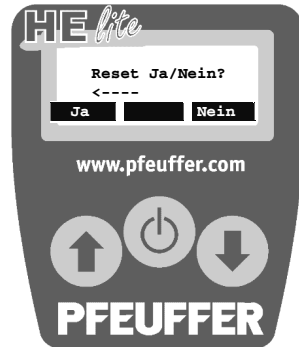 HE lite
Reset Ja/Nein?
<----
Ja Nein
www.pfeuffer.com
PFEUFFER